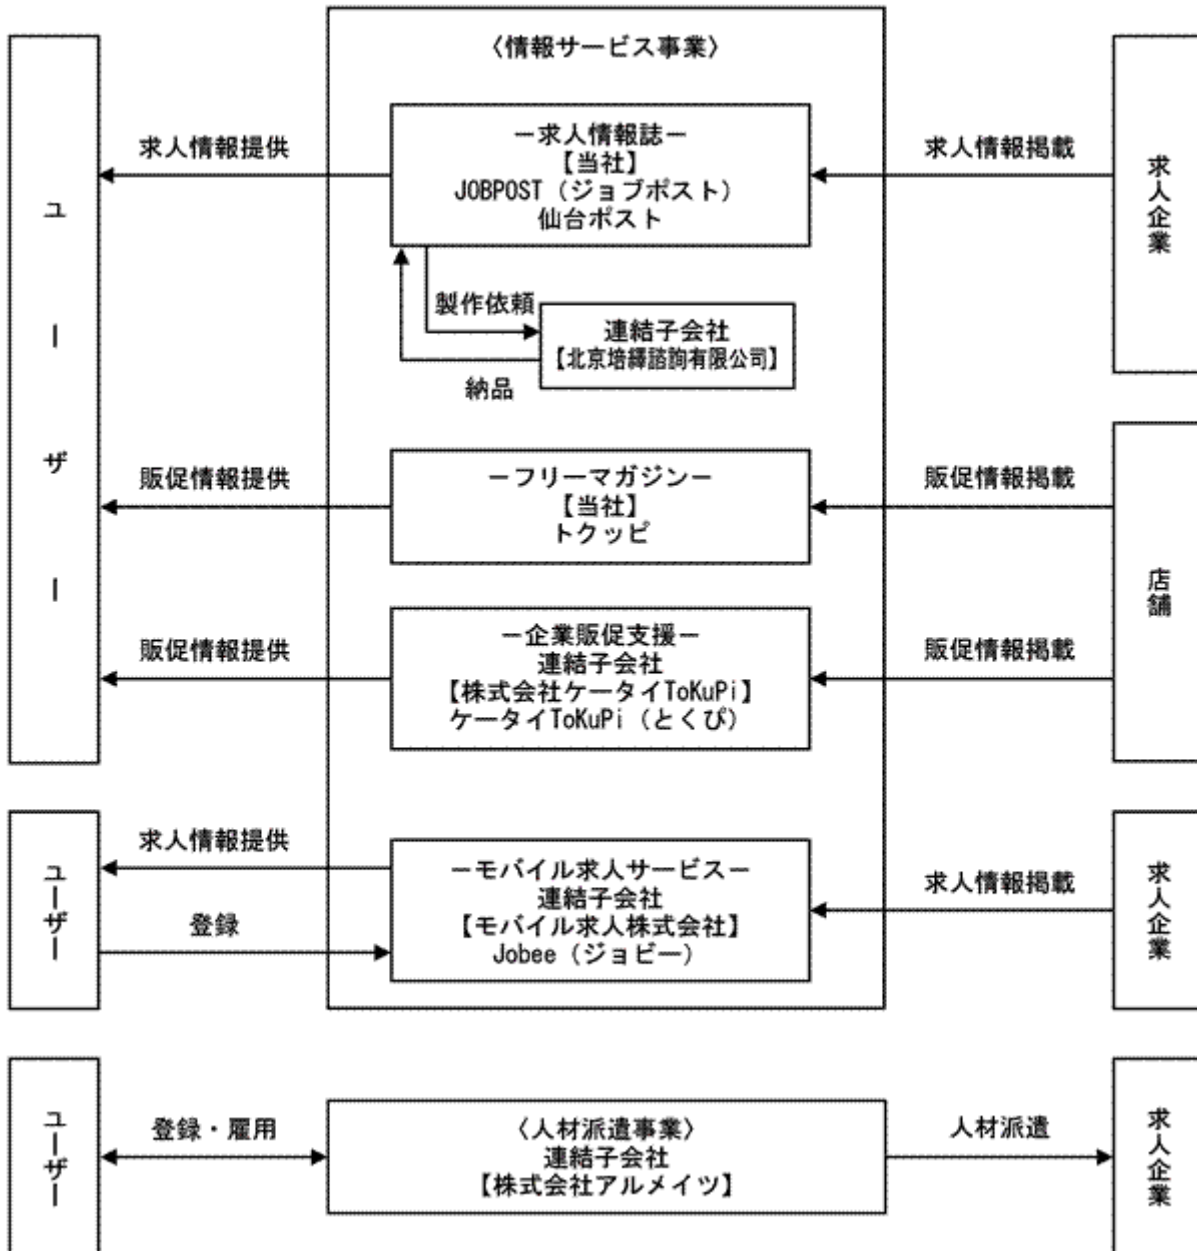 〈情報サービス事業〉
ユーザー
求人情報提供
－求人情報誌－
【当社】
JOBPOST（ジョブポスト）
仙台ポスト
求人情報掲載
求人企業
製作依頼
連結子会社
【北京培繹諮詢有限公司】
納品
販促情報提供
－フリーマガジン－
【当社】
トクッピ
販促情報掲載
店舗
販促情報提供
－企業販促支援－
連結子会社
【株式会社ケータイToKuPi】
ケータイToKuPi（とくぴ）
販促情報掲載
ユーザー
求人情報提供
登録
－モバイル求人サービス－
連結子会社
【モバイル求人株式会社】
Jobee（ジョビー）
求人情報掲載
求人企業
ユーザー
登録・雇用
〈人材派遣事業〉
連結子会社
【株式会社アルメイツ】
人材派遣
求人企業